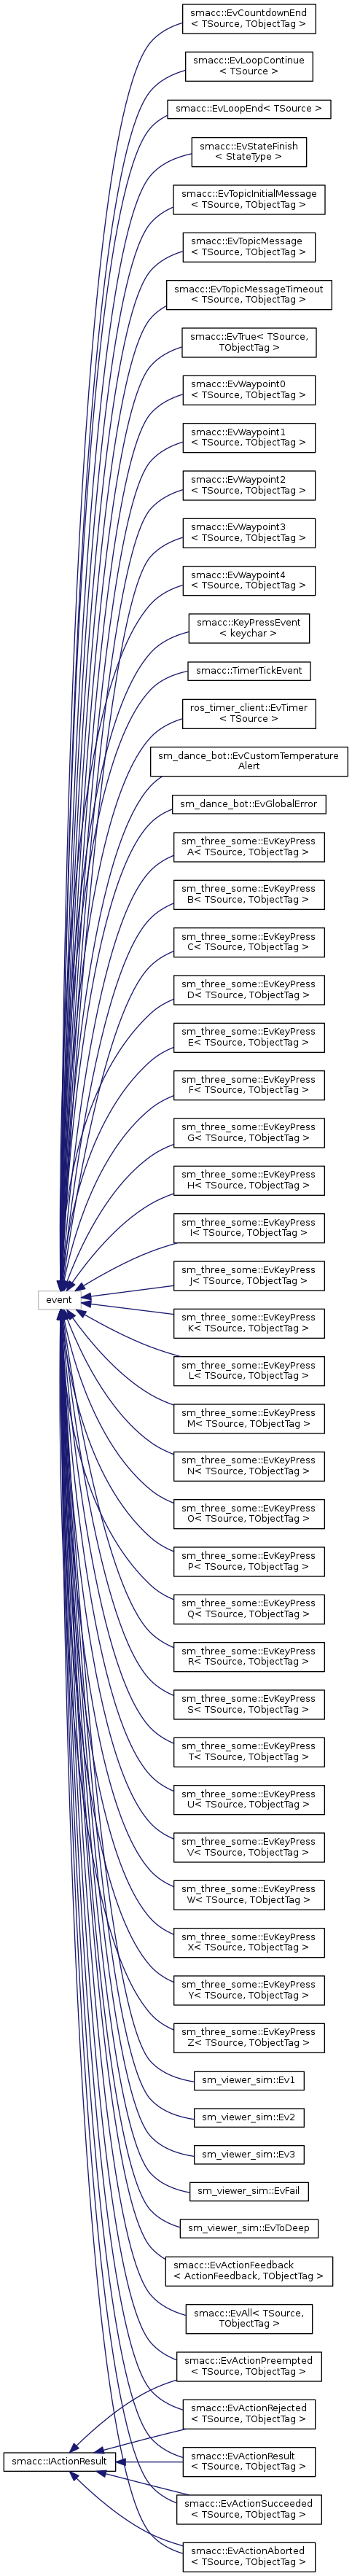 smacc::EvCountdownEnd
< TSource, TObjectTag >
smacc::EvLoopContinue
< TSource >
smacc::EvLoopEnd< TSource >
smacc::EvStateFinish
< StateType >
smacc::EvTopicInitialMessage
< TSource, TObjectTag >
smacc::EvTopicMessage
< TSource, TObjectTag >
smacc::EvTopicMessageTimeout
< TSource, TObjectTag >
smacc::EvTrue< TSource,
TObjectTag >
smacc::EvWaypoint0
< TSource, TObjectTag >
smacc::EvWaypoint1
< TSource, TObjectTag >
smacc::EvWaypoint2
< TSource, TObjectTag >
smacc::EvWaypoint3
< TSource, TObjectTag >
smacc::EvWaypoint4
< TSource, TObjectTag >
smacc::KeyPressEvent
< keychar >
smacc::TimerTickEvent
ros_timer_client::EvTimer
< TSource >
sm_dance_bot::EvCustomTemperature
Alert
sm_dance_bot::EvGlobalError
sm_three_some::EvKeyPress
A< TSource, TObjectTag >
sm_three_some::EvKeyPress
B< TSource, TObjectTag >
sm_three_some::EvKeyPress
C< TSource, TObjectTag >
sm_three_some::EvKeyPress
D< TSource, TObjectTag >
sm_three_some::EvKeyPress
E< TSource, TObjectTag >
sm_three_some::EvKeyPress
F< TSource, TObjectTag >
sm_three_some::EvKeyPress
G< TSource, TObjectTag >
sm_three_some::EvKeyPress
H< TSource, TObjectTag >
sm_three_some::EvKeyPress
I< TSource, TObjectTag >
sm_three_some::EvKeyPress
J< TSource, TObjectTag >
event
sm_three_some::EvKeyPress
K< TSource, TObjectTag >
sm_three_some::EvKeyPress
L< TSource, TObjectTag >
sm_three_some::EvKeyPress
M< TSource, TObjectTag >
sm_three_some::EvKeyPress
N< TSource, TObjectTag >
sm_three_some::EvKeyPress
O< TSource, TObjectTag >
sm_three_some::EvKeyPress
P< TSource, TObjectTag >
sm_three_some::EvKeyPress
Q< TSource, TObjectTag >
sm_three_some::EvKeyPress
R< TSource, TObjectTag >
sm_three_some::EvKeyPress
S< TSource, TObjectTag >
sm_three_some::EvKeyPress
T< TSource, TObjectTag >
sm_three_some::EvKeyPress
U< TSource, TObjectTag >
sm_three_some::EvKeyPress
V< TSource, TObjectTag >
sm_three_some::EvKeyPress
W< TSource, TObjectTag >
sm_three_some::EvKeyPress
X< TSource, TObjectTag >
sm_three_some::EvKeyPress
Y< TSource, TObjectTag >
sm_three_some::EvKeyPress
Z< TSource, TObjectTag >
sm_viewer_sim::Ev1
sm_viewer_sim::Ev2
sm_viewer_sim::Ev3
sm_viewer_sim::EvFail
sm_viewer_sim::EvToDeep
smacc::EvActionFeedback
< ActionFeedback, TObjectTag >
smacc::EvAll< TSource,
TObjectTag >
smacc::EvActionPreempted
< TSource, TObjectTag >
smacc::EvActionRejected
< TSource, TObjectTag >
smacc::IActionResult
smacc::EvActionResult
< TSource, TObjectTag >
smacc::EvActionSucceeded
< TSource, TObjectTag >
smacc::EvActionAborted
< TSource, TObjectTag >